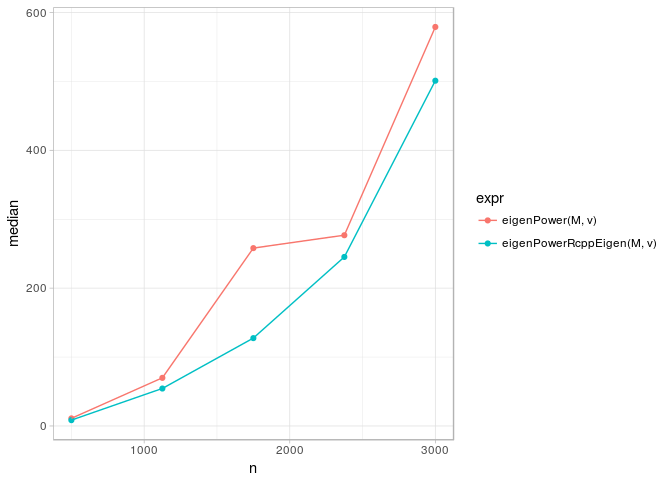 600
400
200
0
median
1000 2000 3000
n
expr
eigenPower(M, v)
eigenPowerRcppEigen(M, v)